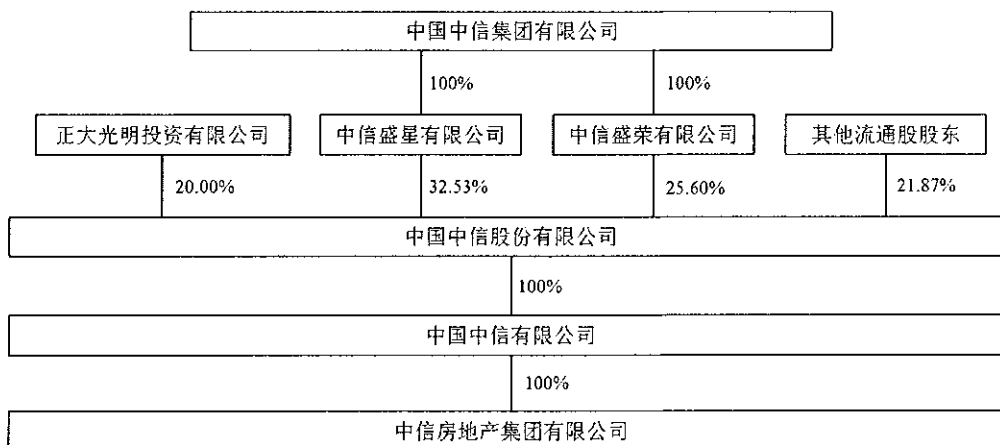 中国中信集团有限公司
100%
100%
正大光明投资有限公司
中信盛星有限公司
中信盛荣有限公司
其他流通股股东
20.00%
32.53%
25.60%
21.87%
中国中信股份有限公司
100%
中国中信有限公司
100%
中信房地产集团有限公司